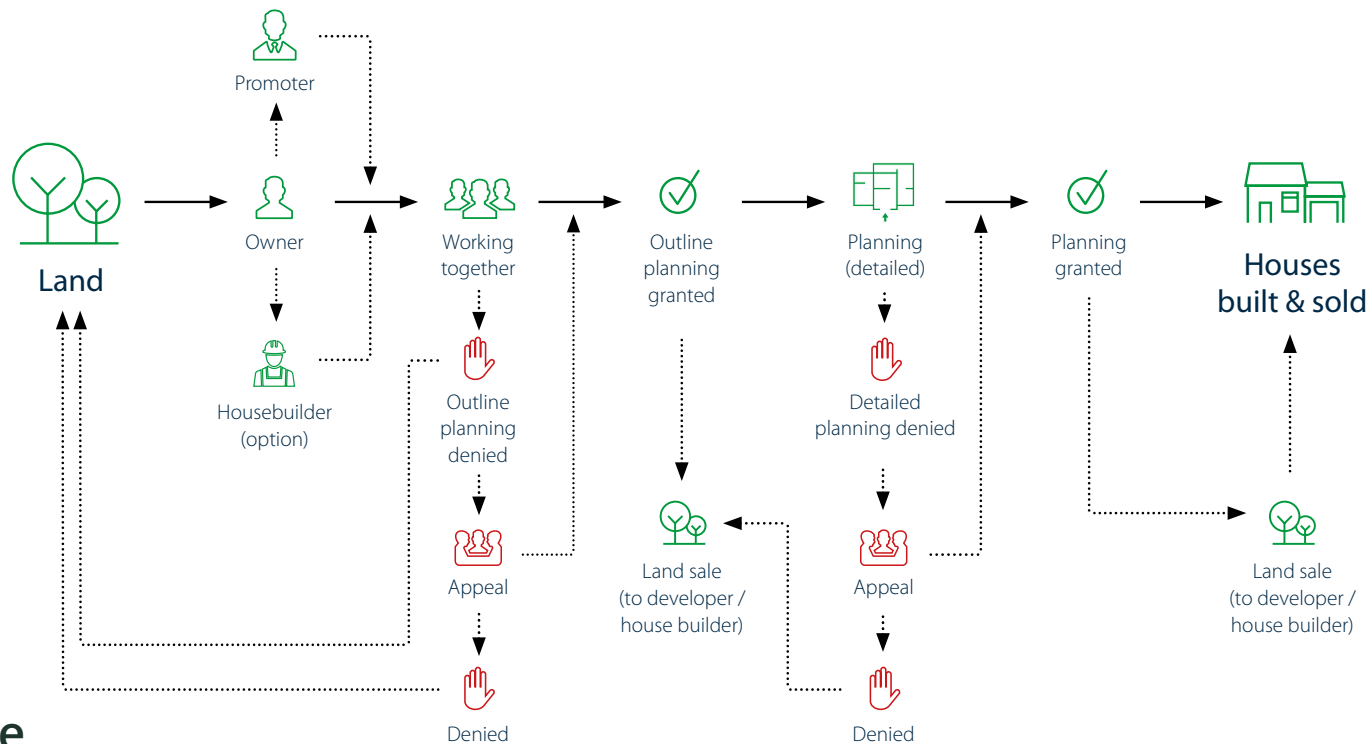 Promoter
Land
Owner
Housebuilder
(option)
Working
together
Outline
planning
denied
Appeal
Denied
Outline
planning
granted
Land sale
(to developer /
house builder)
Planning
(detailed)
Detailed
planning denied
Appeal
Denied
Planning
granted
Houses
built & sold
Land sale
(to developer /
house builder)
e